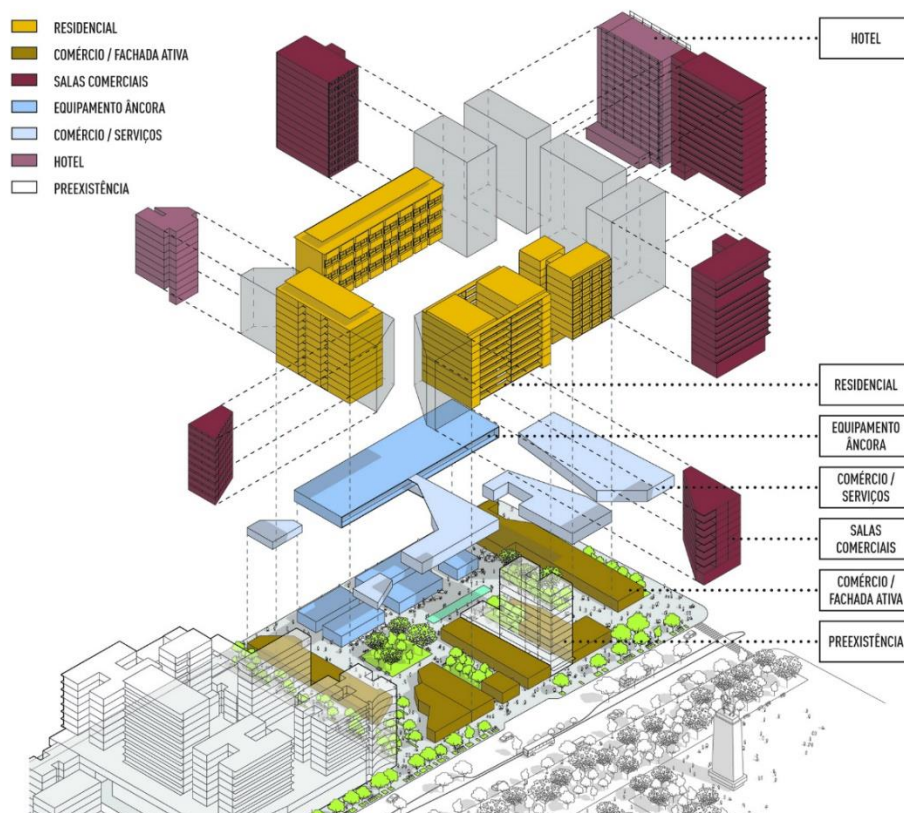 RESIDENCIAL
COMÉRCIO / FACHADA ATIVA
SALAS COMERCIAIS
EQUIPAMENTO ÂNCORA
COMÉRCIO / SERVIÇOS
HOTEL
PREEXISTÊNCIA
HOTEL
RESIDENCIAL
EQUIPAMENTO
ÂNCORA
COMÉRCIO /
SERVIÇOS
SALAS
COMERCIAIS
COMÉRCIO /
FACHADA ATIVA
PREEXISTÊNCIA